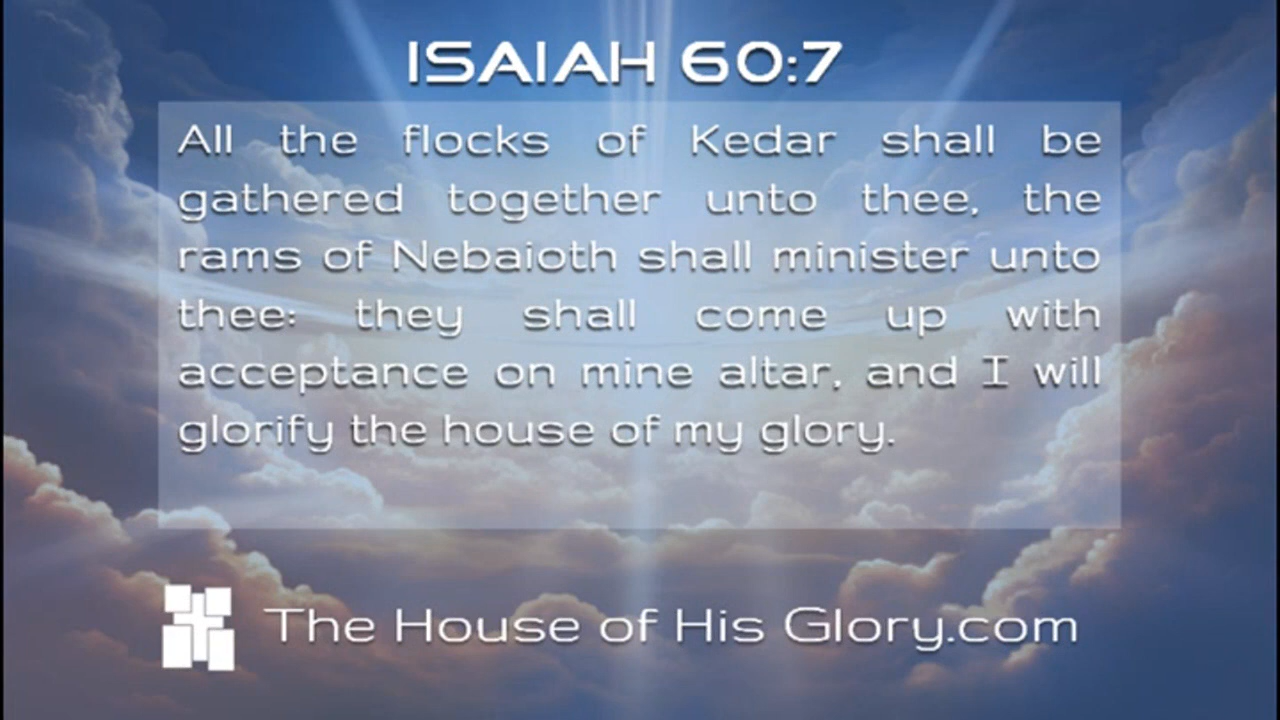 ISAIAH 60:7
All the flocks of Kedar shall be
gathered together unto thee, the
rams of Nebaioth shall minister unto
thee: they shall come up with
acceptance on mine altar, and I will
glorify the house of my glory.
The House of His Glory.com